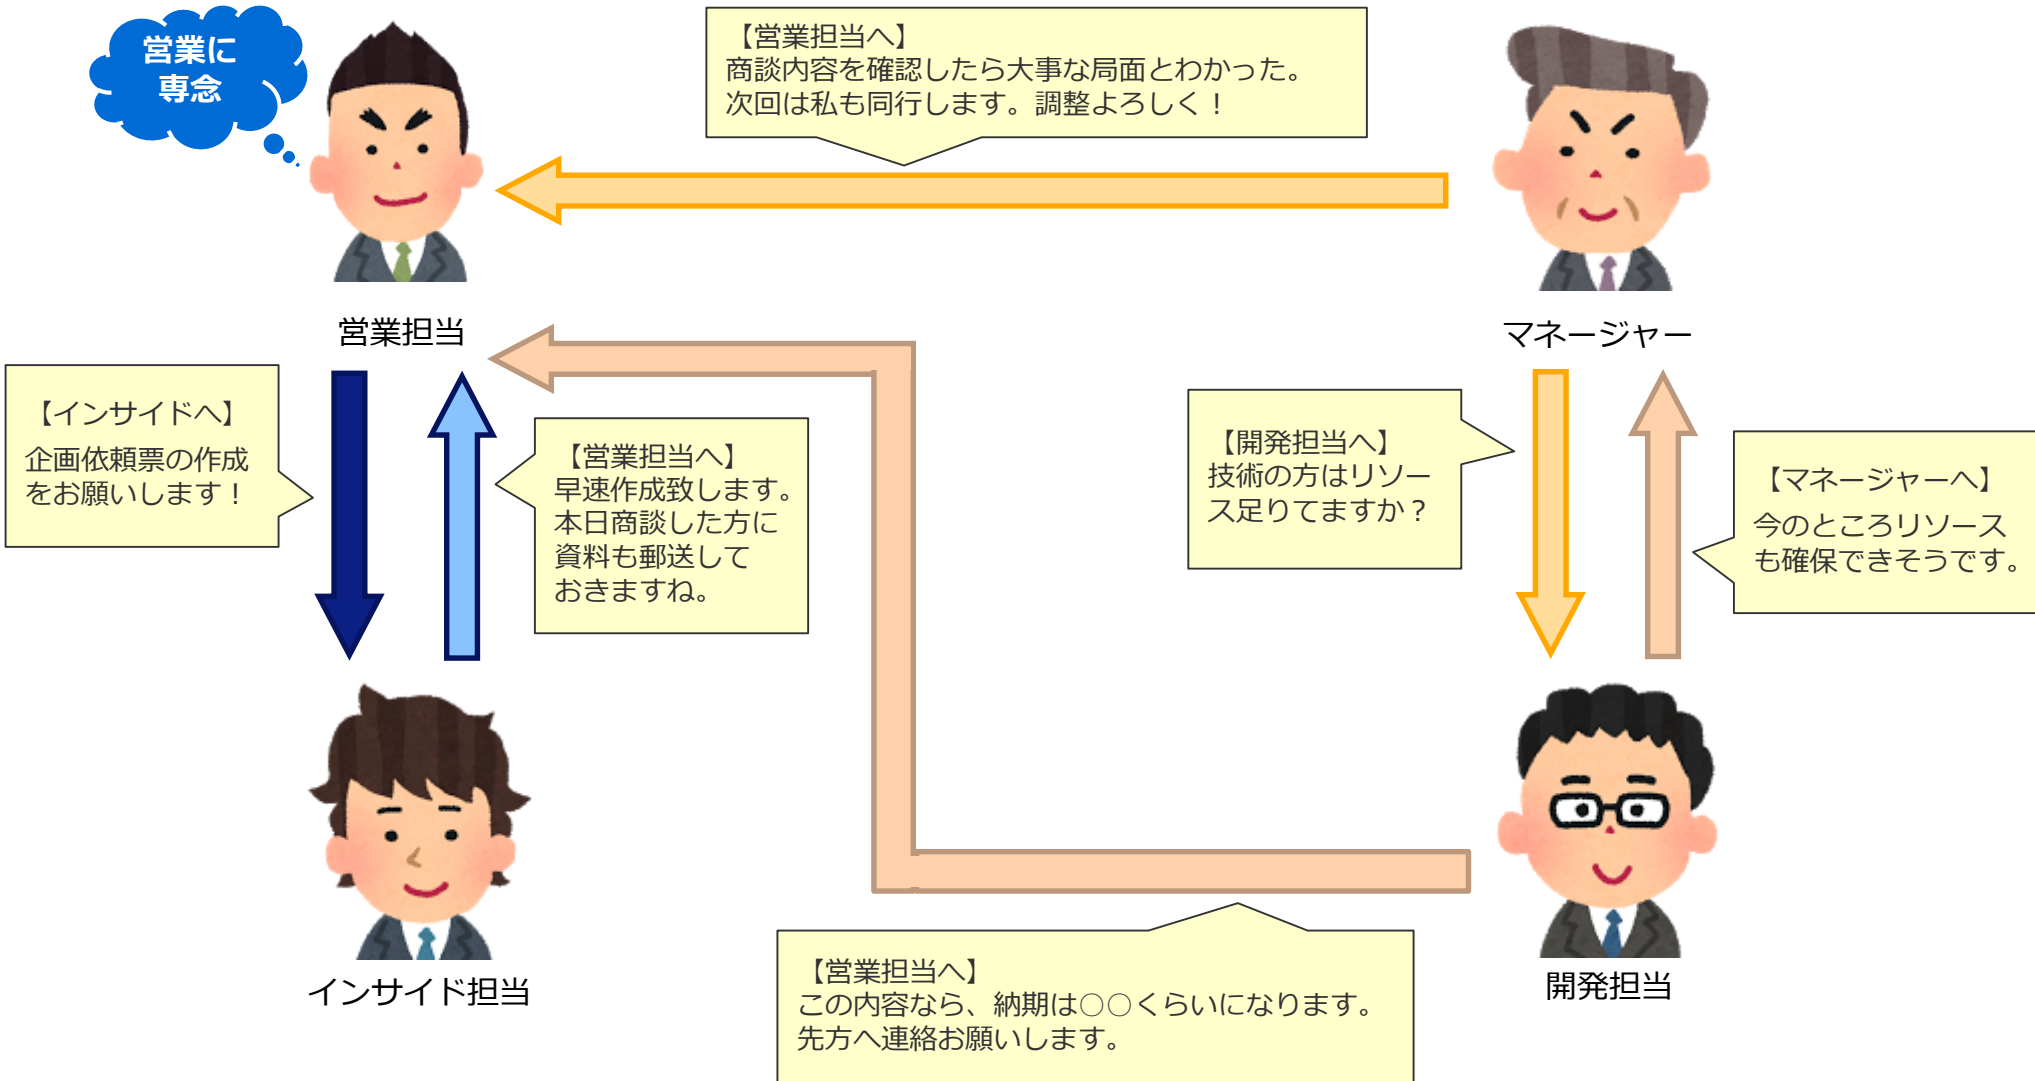 営業に
専念
【営業担当へ】
商談内容を確認したら大事な局面とわかった。
次回は私も同行します。調整よろしく！
営業担当
マネージャー
【インサイドへ】
企画依頼票の作成
をお願いします！
【営業担当へ】
早速作成致します。
本日商談した方に
資料も郵送して
おきますね。
【開発担当へ】
技術の方はリソー
ス足りてますか？
【マネージャーへ】
今のところリソース
も確保できそうです。
インサイド担当
開発担当
【営業担当へ】
この内容なら、納期は○○くらいになります。
先方へ連絡お願いします。